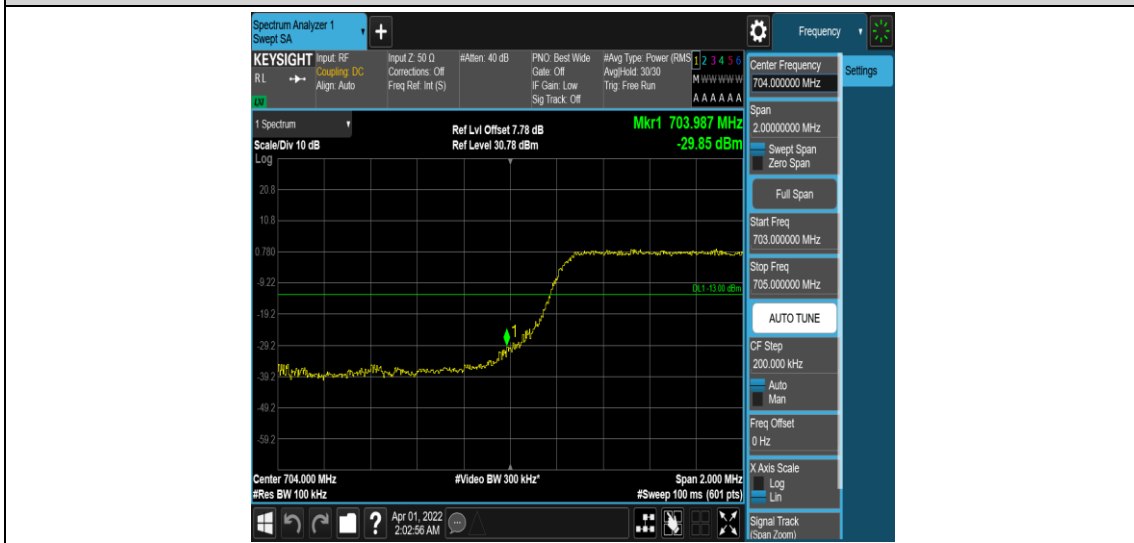 Spectrum Analyzer 1
Swept SA
+
Frequency
KEYSIGHT
Input: RF
Input Z: 50 Ω
#Atten: 40 dB
PNO: Best Wide
#Avg Type: Power (RMS
1 2 3 4 5 6
RL
Coupling: DC
Corrections: Off
Gate: Off
Avg|Hold: 30/30
M W W W W W
Align: Auto
Freq Ref: Int (S)
IF Gain: Low
Trig: Free Run
Sig Track: Off
A A A A A A
Center Frequency
704.000000 MHz
Settings
1 Spectrum
Ref Lvl Offset 7.78 dB
Mkr1 703.987 MHz
Scale/Div 10 dB
Ref Level 30.78 dBm
-29.85 dBm
Log
20.8
10.8
0.780
-9.22
DL1 -13.00 dBm
-19.2
1
-29.2
-39.2
-49.2
-59.2
Center 704.000 MHz
#Video BW 300 kHz*
Span 2.000 MHz
#Res BW 100 kHz
#Sweep 100 ms (601 pts)
Span
2.00000000 MHz
Swept Span
Zero Span
Full Span
Start Freq
703.000000 MHz
Stop Freq
705.000000 MHz
AUTO TUNE
CF Step
200.000 kHz
Auto
Man
Freq Offset
0 Hz
X Axis Scale
Log
Lin
Signal Track
(Span Zoom)
?
Apr 01, 2022
2:02:56 AM